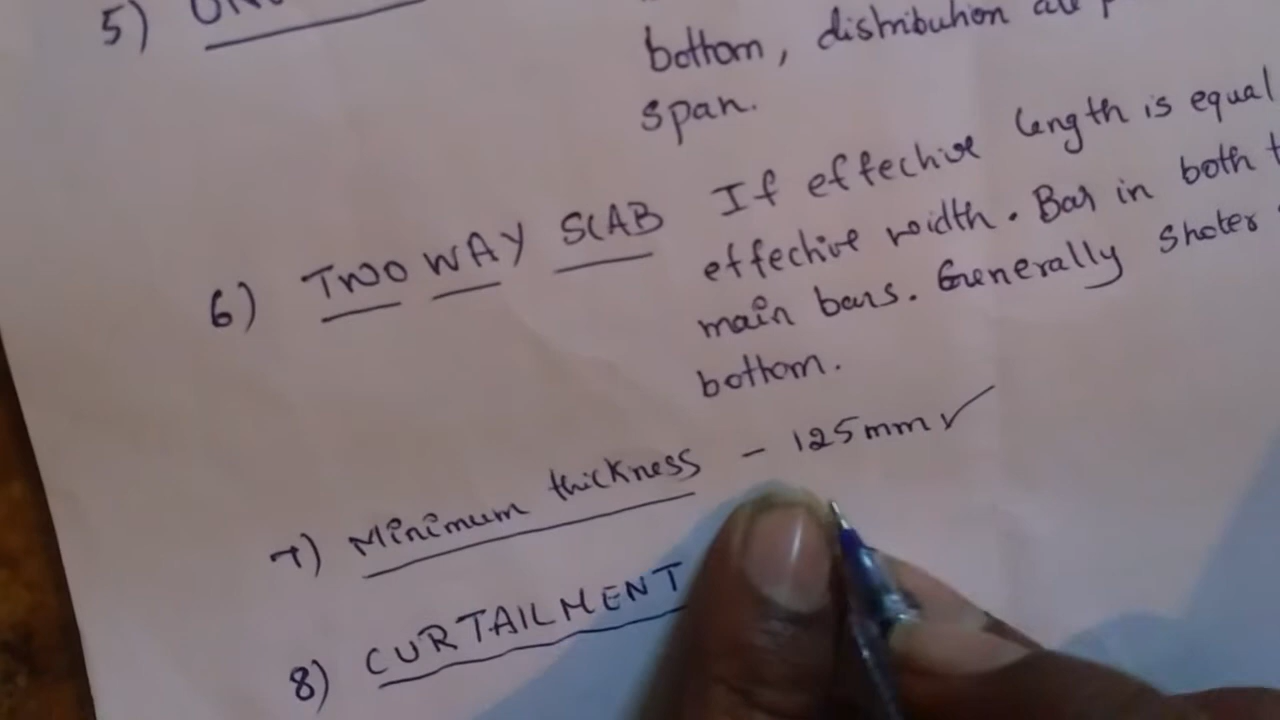 5)
bottom, distribution are
span.
6) TWO WAY SLAB If effective length is equal
effective width. Bar in both
main bars. Generally shoter
bottom.
7) Minimum thickness - 125mm ✓
8) CURTAILMENT